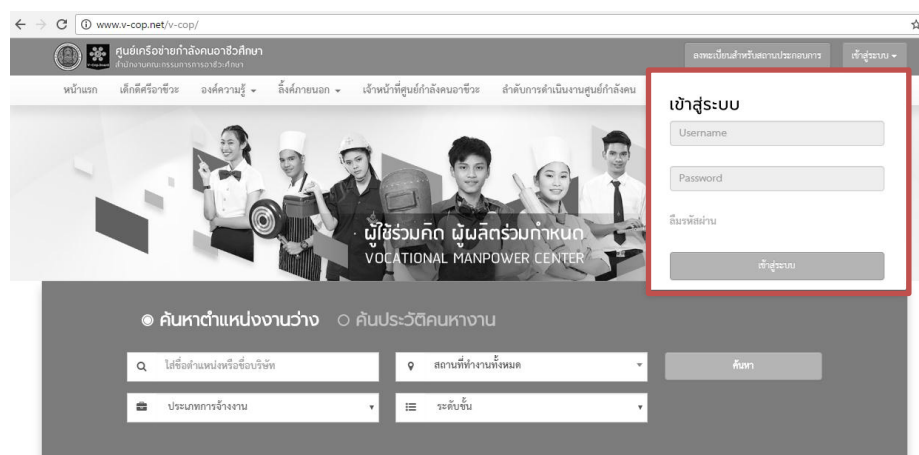 www.v-cop.net/v-cop/
ศูนย์เครือข่ายกำลังคนอาชีวศึกษา
สำนักงานคณะกรรมการการอาชีวศึกษา
ลงทะเบียนสำหรับสถานประกอบการ
เข้าสู่ระบบ
หน้าแรก เด็กดีศรีอาชีวะ องค์ความรู้ ลิ้งค์ภายนอก เจ้าหน้าที่ศูนย์กำลังคนอาชีวะ ลำดับการดำเนินงานศูนย์กำลังคน
เข้าสู่ระบบ
Username
Password
ลืมรหัสผ่าน
เข้าสู่ระบบ
ผู้ใช้ร่วมคิด ผู้ผลิตร่วมกำหนด
VOCATIONAL MANPOWER CENTER
ค้นหาตำแหน่งงานว่าง ค้นประวัติคนหางาน
ใส่ชื่อตำแหน่งหรือชื่อบริษัท สถานที่ทำงานทั้งหมด ค้นหา
ประเภทการจ้างงาน ระดับชั้น